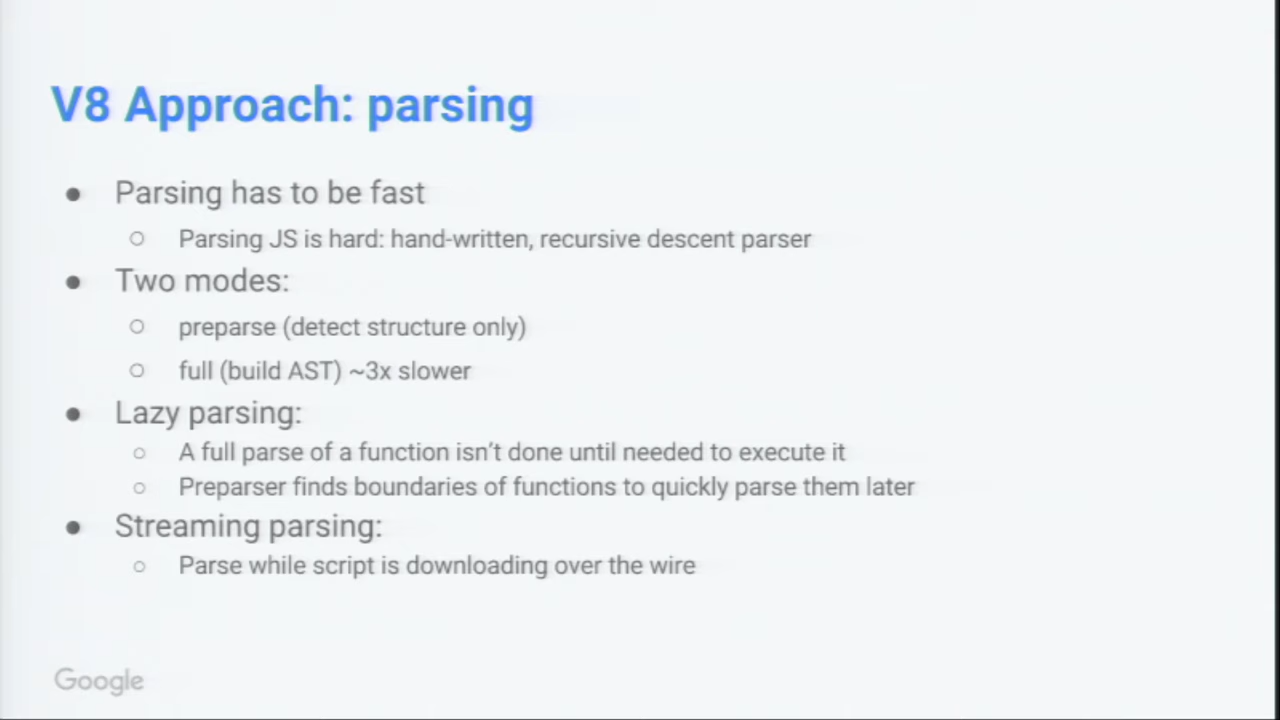 V8 Approach: parsing
● Parsing has to be fast
○ Parsing JS is hard: hand-written, recursive descent parser
● Two modes:
○ preparse (detect structure only)
○ full (build AST) ~3x slower
● Lazy parsing:
○ A full parse of a function isn't done until needed to execute it
○ Preparser finds boundaries of functions to quickly parse them later
● Streaming parsing:
○ Parse while script is downloading over the wire
Google